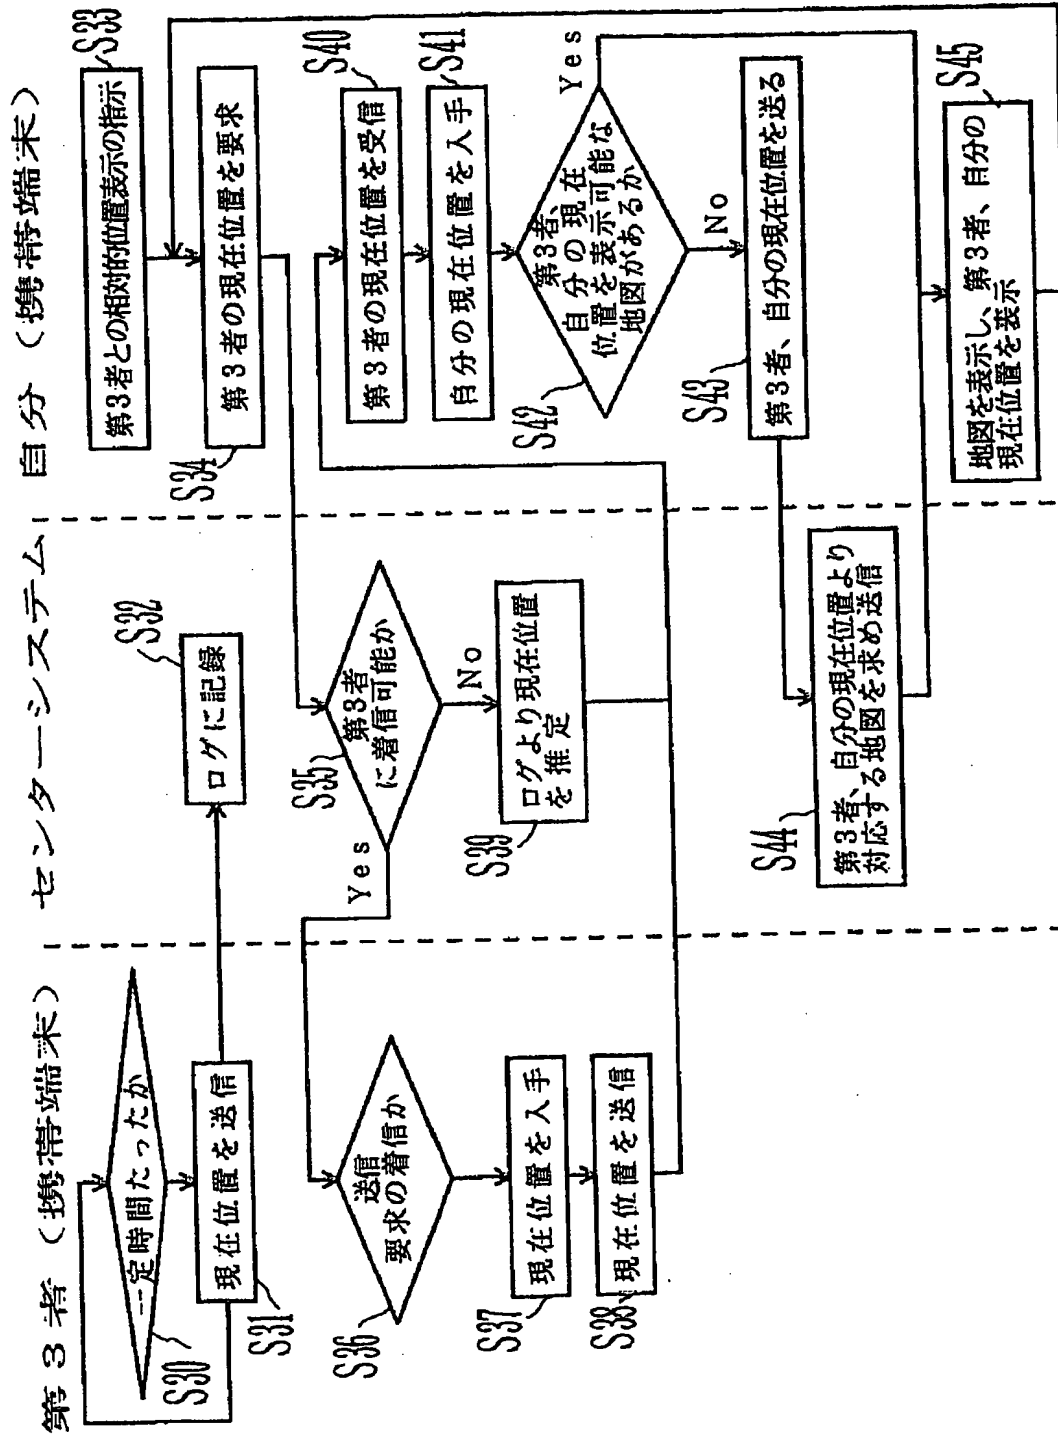 第3者(携帯端末)
一定時間たったか
S30
現在位置を送信
S31
送信
要求の着信か
S36
現在位置を入手
S37
現在位置を送信
S38
センターシステム
ログに記録
S32
第3者
に着信可能か
S35
Yes
No
ログより現在位置
を推定
S39
第3者、自分の現在位置より
対応する地図を求め送信
S44
自分(携帯端末)
第3者との相対的位置表示の指示
S33
第3者の現在位置を要求
S34
第3者の現在位置を受信
S40
自分の現在位置を入手
S41
第3者、
自分の現在
位置を表示可能な
地図があるか
S42
Yes
No
第3者、自分の現在位置を送る
S43
地図を表示し、第3者、自分の
現在位置を表示
S45